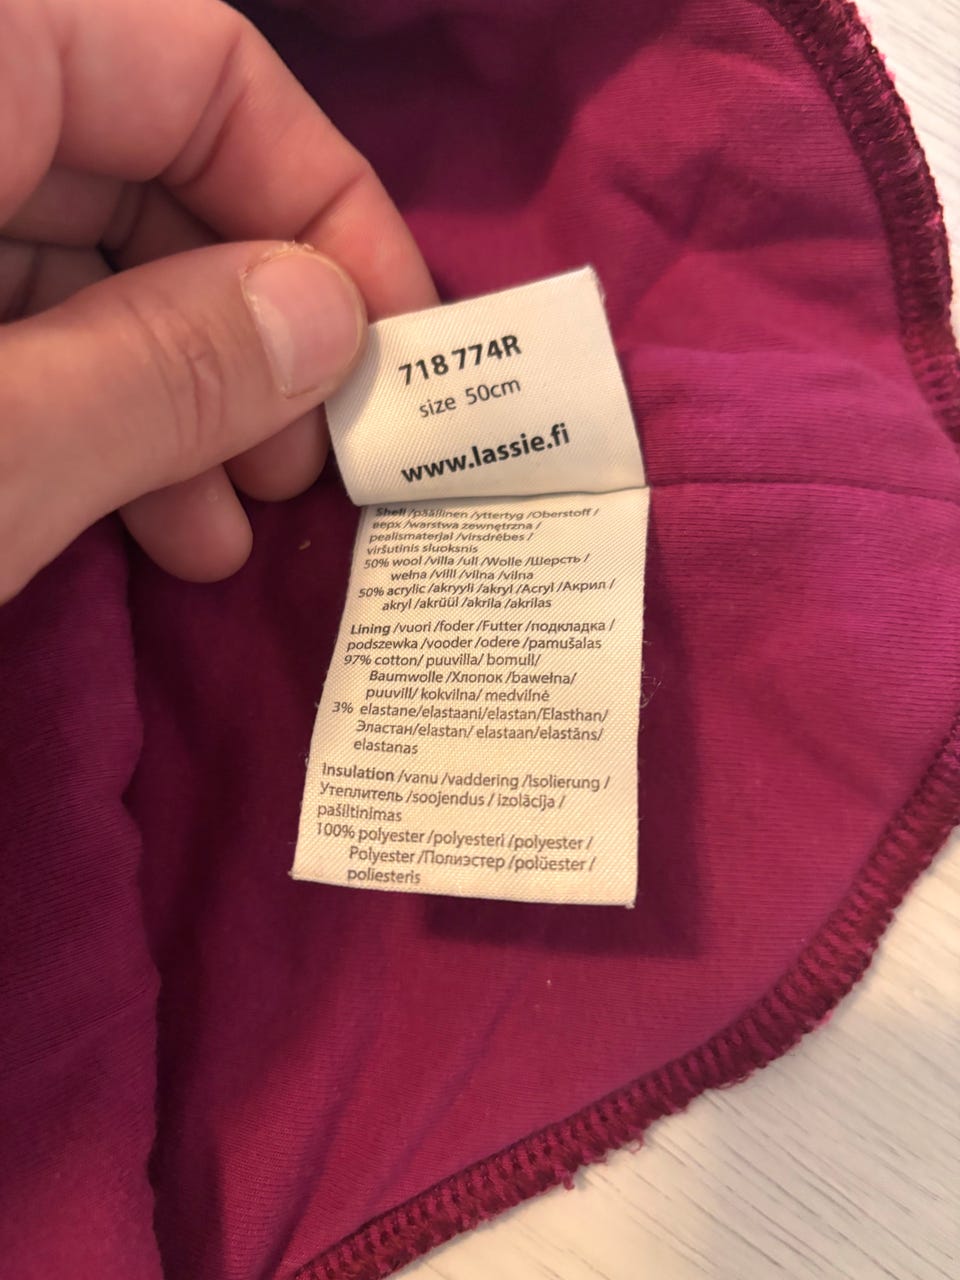 718 774R
size 50cm
www.lassie.fi
Shell /päällinen /yttertyg /Oberstoff /
верх /warstwa zewnętrzna /
pealismaterjal /virsdrēbes /
viršutinis sluoksnis
50% wool /villa /ull /Wolle /Шерсть /
wełna /villi /vilna /vilna
50% acrylic /akryyli /akryl /Acryl /Акрил /
akryl /akrüül /akrila /akrilas
Lining /vuori /foder /Futter /подкладка /
podszewka /vooder /odere /pamušalas
97% cotton/ puuvilla/ bomull/
Baumwolle /Хлопок /bawełna/
puuvill/ kokvilna/ medvilnė
3% elastane/elastaani/elastan/Elasthan/
Эластан/elastan/ elastaan/elastāns/
elastanas
Insulation /vanu /vaddering /Isolierung /
Утеплитель /soojendus / izolācija /
pašiltinimas
100% polyester /polyesteri /polyester /
Polyester /Полиэстер /polüester /
poliesteris